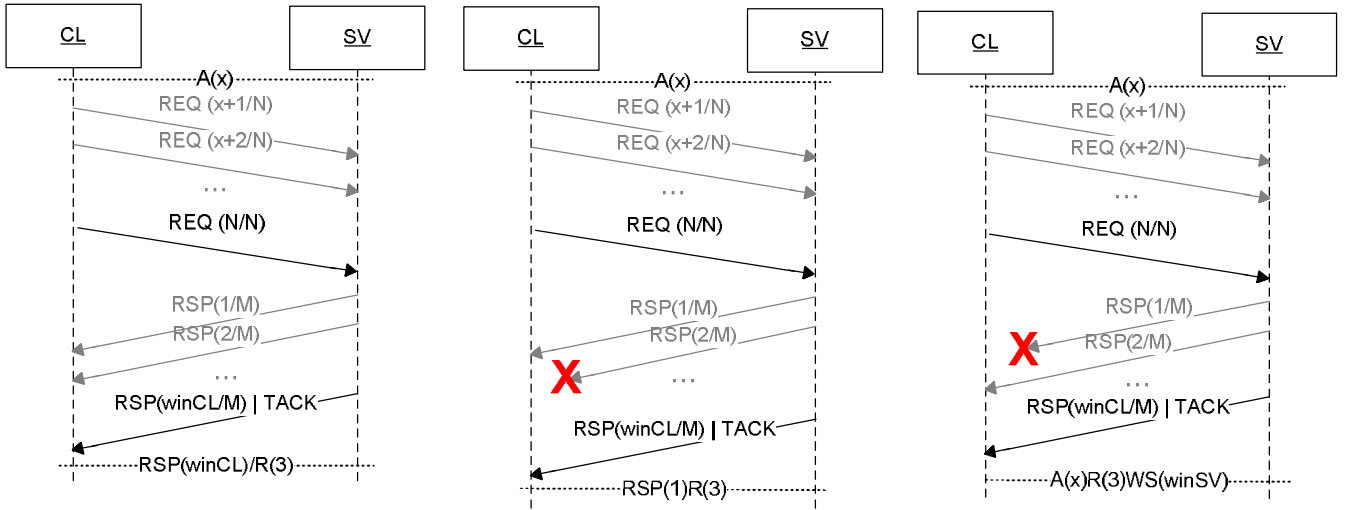 CL
SV
A(x)
REQ (x+1/N)
REQ (x+2/N)
...
REQ (N/N)
RSP(1/M)
RSP(2/M)
...
RSP(winCL/M) | TACK
RSP(winCL)/R(3)
CL
SV
A(x)
REQ (x+1/N)
REQ (x+2/N)
...
REQ (N/N)
RSP(1/M)
RSP(2/M)
X
...
RSP(winCL/M) | TACK
RSP(1)R(3)
CL
SV
A(x)
REQ (x+1/N)
REQ (x+2/N)
...
REQ (N/N)
RSP(1/M)
X
RSP(2/M)
...
RSP(winCL/M) | TACK
A(x)R(3)WS(winSV)